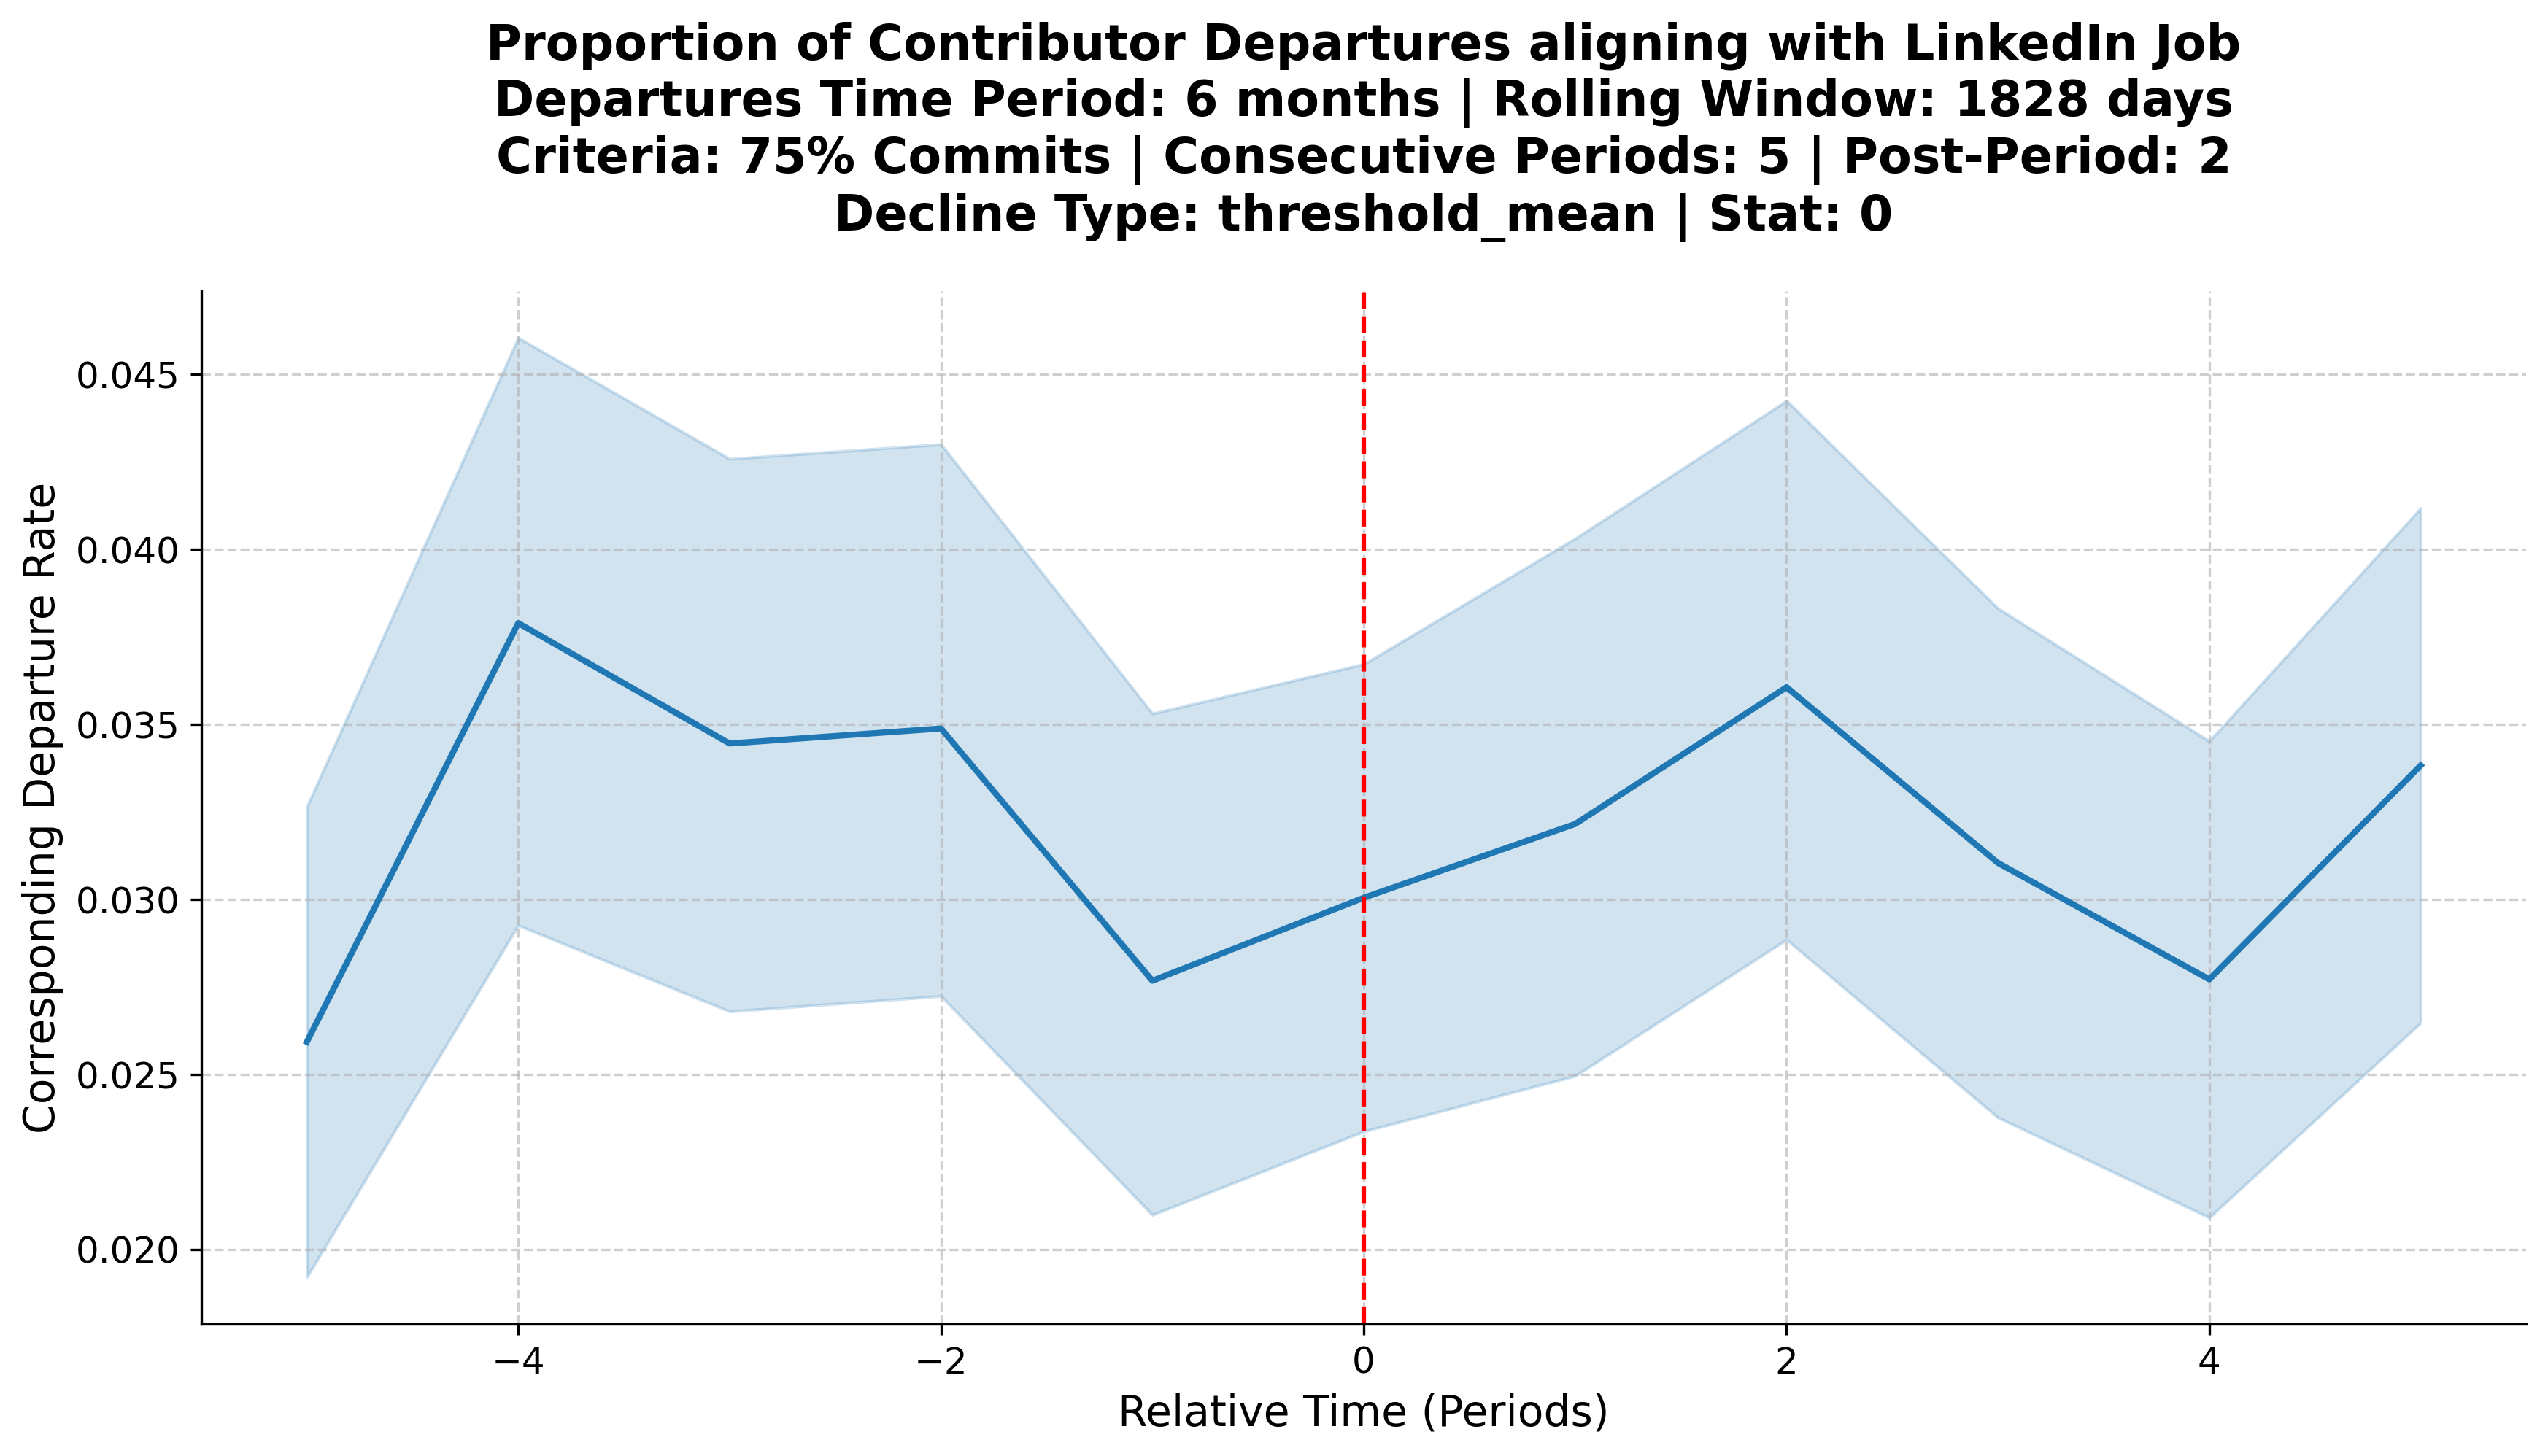 Proportion of Contributor Departures aligning with LinkedIn Job
Departures Time Period: 6 months | Rolling Window: 1828 days
Criteria: 75% Commits | Consecutive Periods: 5 | Post-Period: 2
Decline Type: threshold_mean | Stat: 0
Corresponding Departure Rate
0.045
0.040
0.035
0.030
0.025
0.020
−4
−2
0
2
4
Relative Time (Periods)